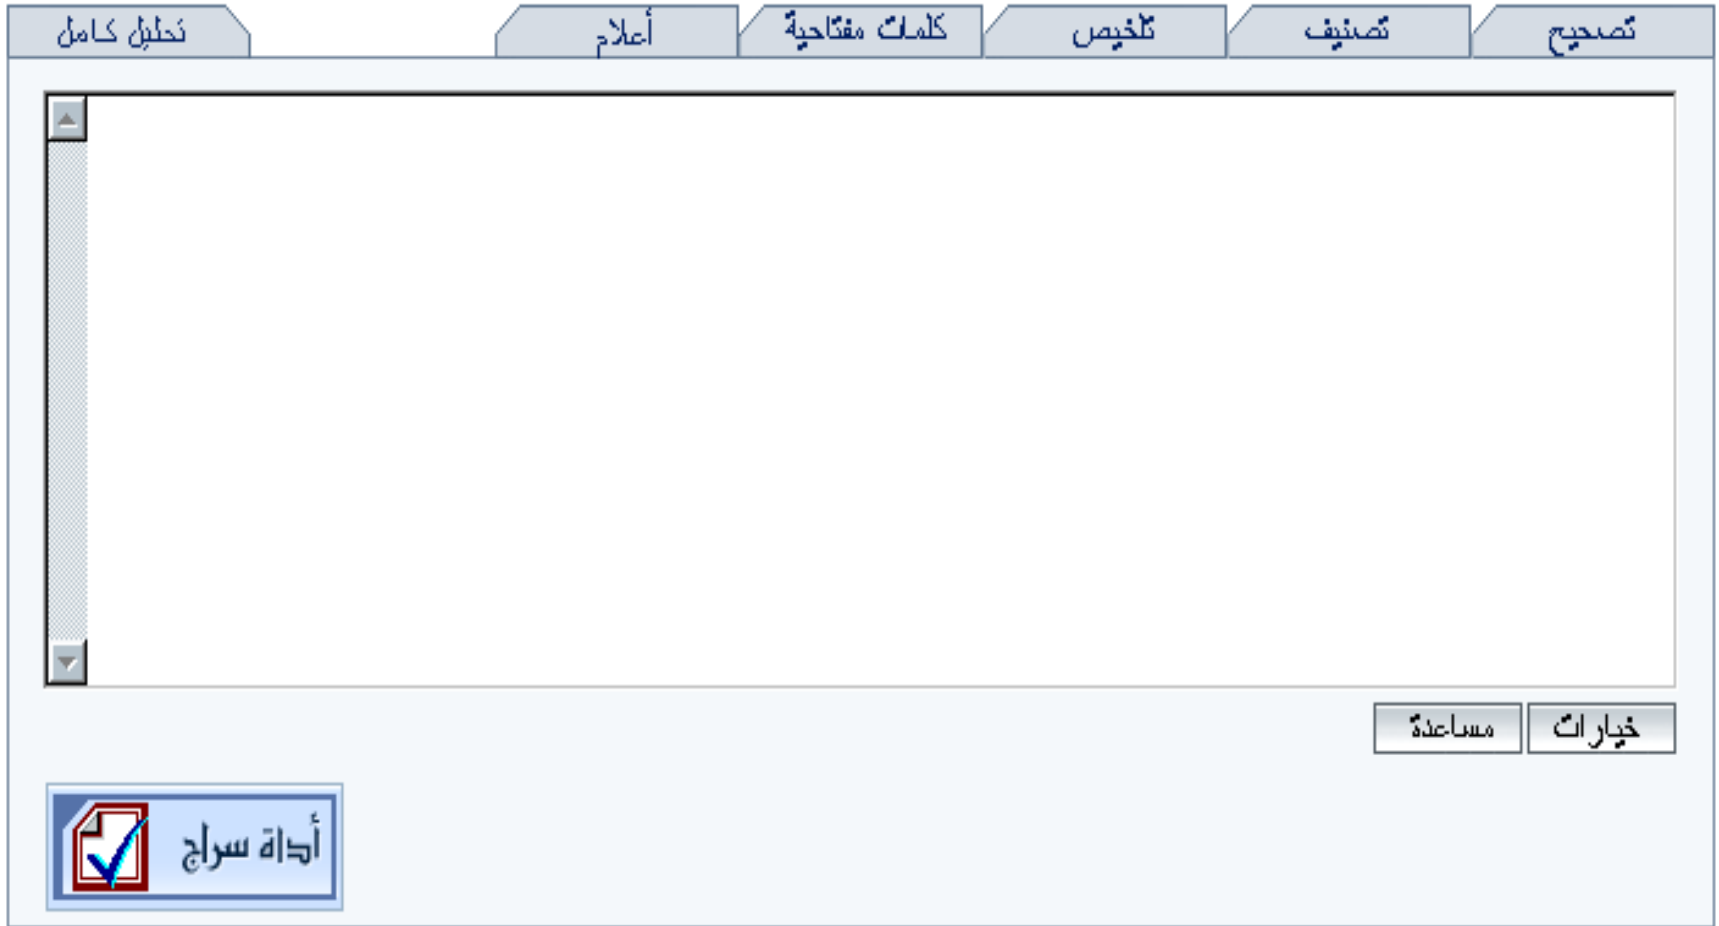 تصحيح
تصنيف
تلخيص
كلمات مفتاحية
أعلام
تحليل كامل
خيارات
مساعدة
أداة سراج